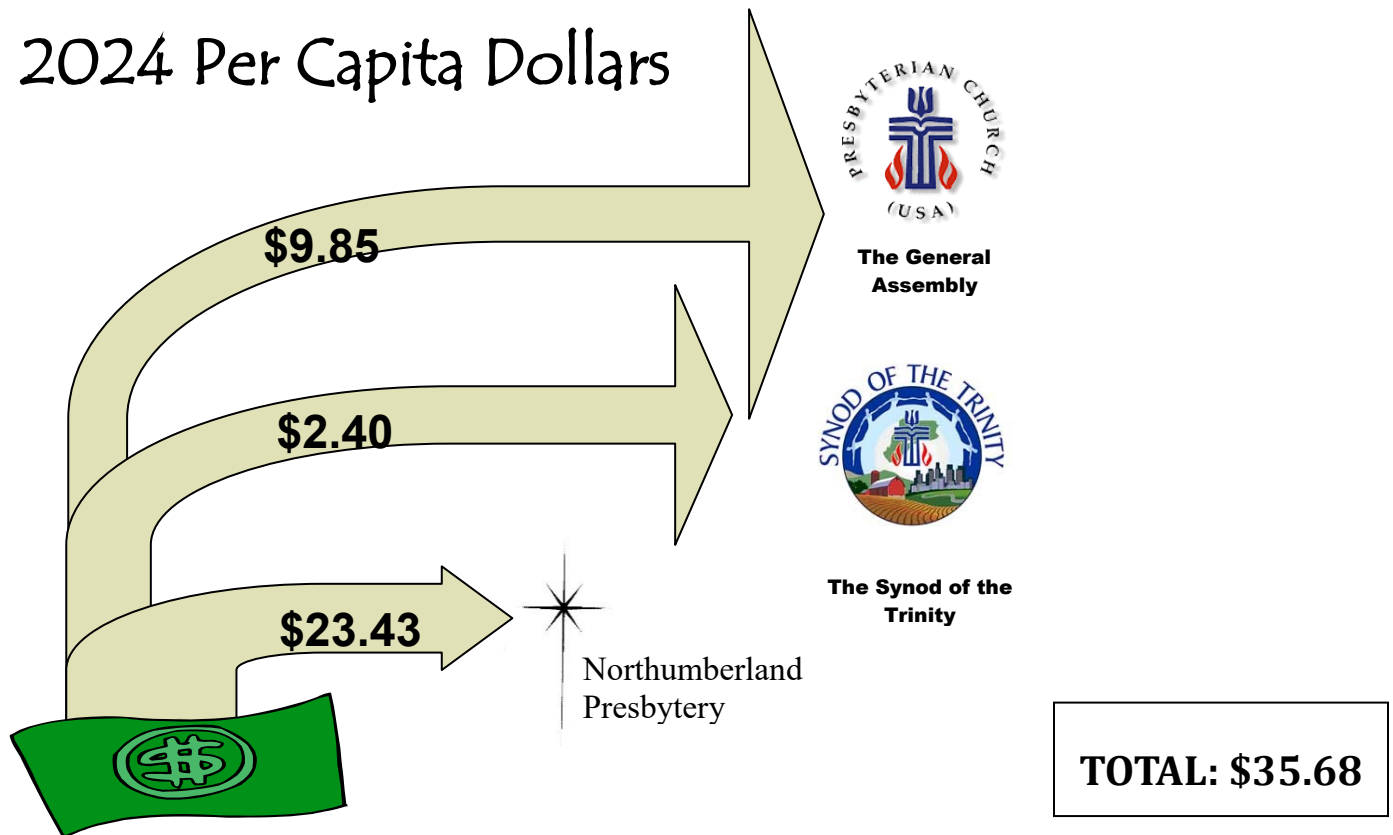 2024 Per Capita Dollars
PRESBYTERIAN CHURCH
(USA)
$9.85
The General
Assembly
SYNOD OF THE TRINITY
$2.40
The Synod of the
Trinity
$23.43
Northumberland
Presbytery
$
TOTAL: $35.68